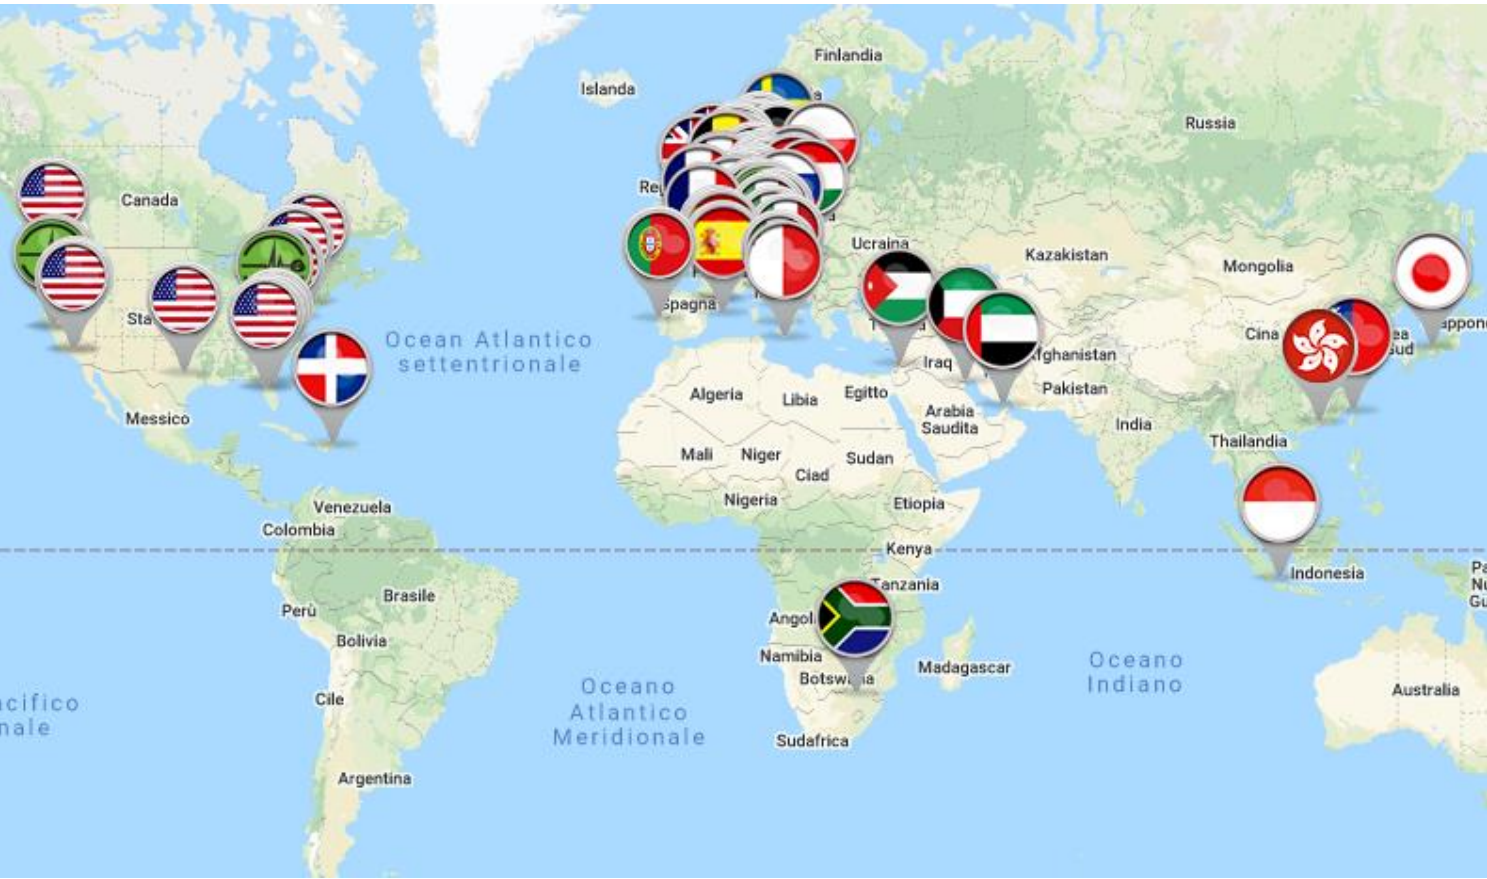 Finlandia
Islanda
Russia
Canada
Ucraina
Kazakistan
Mongolia
Spagna
Cina
Ocean Atlantico
settentrionale
Iraq
Pakistan
Algeria
Libia
Egitto
Arabia
Saudita
India
Messico
Thailandia
Mali
Niger
Ciad
Sudan
Nigeria
Etiopia
Venezuela
Colombia
Kenya
Indonesia
Tanzania
Brasile
Perù
Bolivia
Namibia
Botswana
Madagascar
Oceano
Indiano
Australia
Cile
Oceano
Atlantico
Meridionale
Sudafrica
Argentina